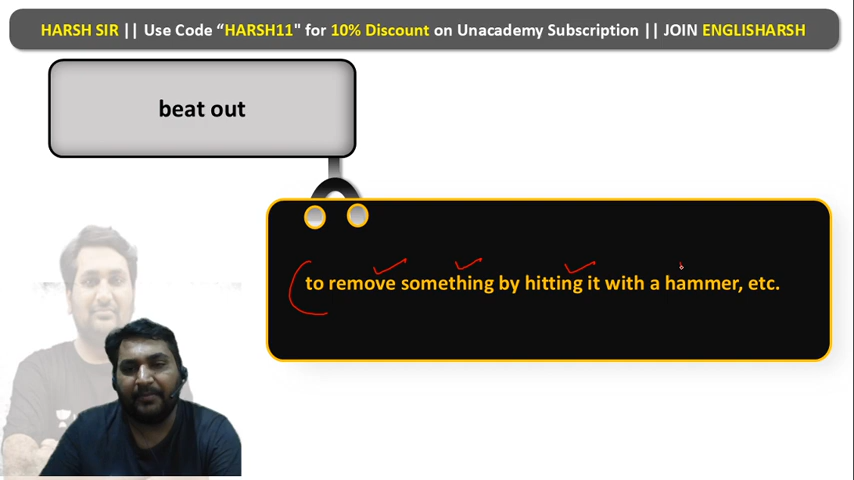 HARSH SIR || Use Code “HARSH11" for 10% Discount on Unacademy Subscription || JOIN ENGLISHARSH
beat out
to remove something by hitting it with a hammer, etc.